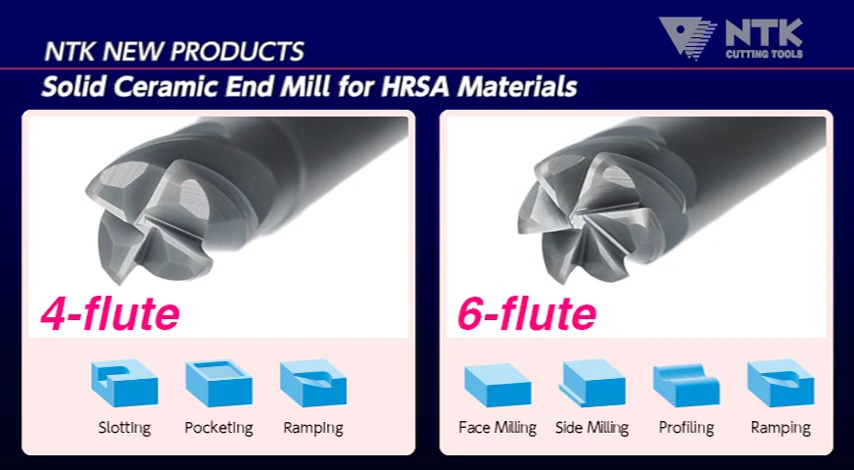 NTK NEW PRODUCTS
NTK
CUTTING TOOLS
Solid Ceramic End Mill for HRSA Materials
4-flute
Slotting
Pocketing
Ramping
6-flute
Face Milling
Side Milling
Profiling
Ramping